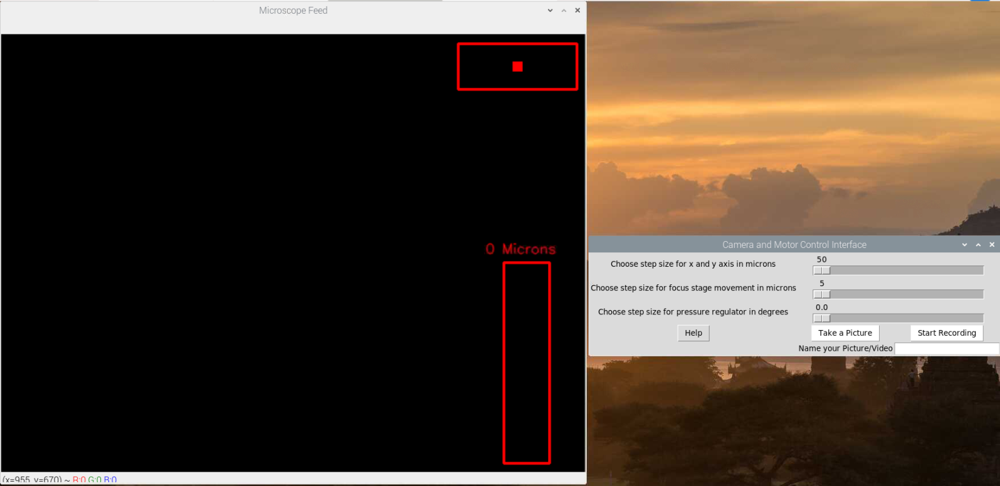 Microscope Feed
0 Microns
(x=955, y=670) ~ R:0 G:0 B:0
Camera and Motor Control Interface
Choose step size for x and y axis in microns
50
Choose step size for focus stage movement in microns
5
Choose step size for pressure regulator in degrees
0.0
Help
Take a Picture
Start Recording
Name your Picture/Video